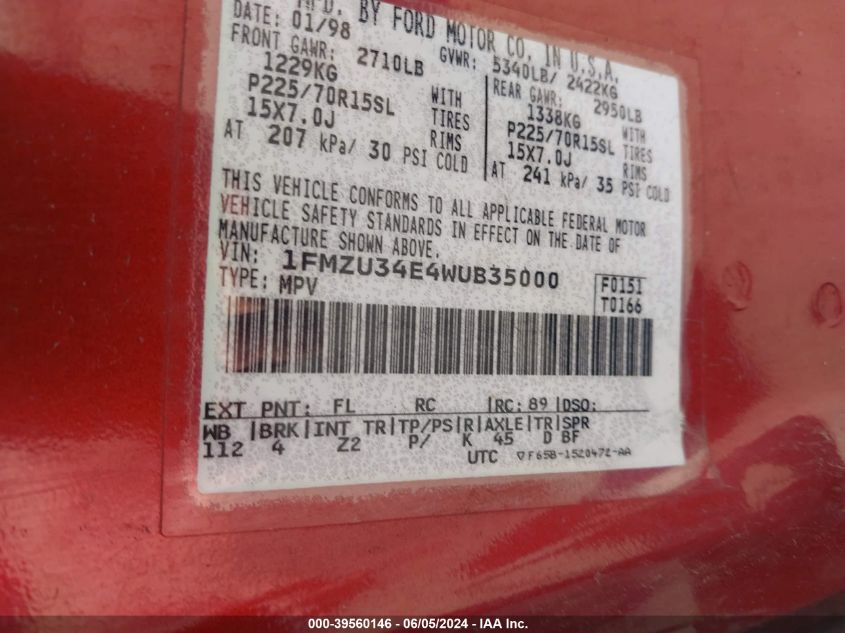 MFD. BY FORD MOTOR CO. IN U.S.A.
DATE: 01/98 GVWR: 5340LB/ 2422KG
FRONT GAWR: 2710LB
1229KG WITH
P225/70R15SL TIRES
15X7.0J RIMS
AT 207 kPa/ 30 PSI COLD
REAR GAWR: 2950LB
1338KG WITH
P225/70R15SL TIRES
15X7.0J RIMS
AT 241 kPa/ 35 PSI COLD
THIS VEHICLE CONFORMS TO ALL APPLICABLE FEDERAL MOTOR
VEHICLE SAFETY STANDARDS IN EFFECT ON THE DATE OF
MANUFACTURE SHOWN ABOVE.
VIN: 1FMZU34E4WUB35000
TYPE: MPV
F0151
T0166
EXT PNT: FL RC RC: 89 DSO:
WB BRK INT TR TP/PS R AXLE TR SPR
112 4 Z2 P/ K 45 D BF
UTC ▽F65B-1520472-AA
000-39560146 - 06/05/2024 - IAA Inc.